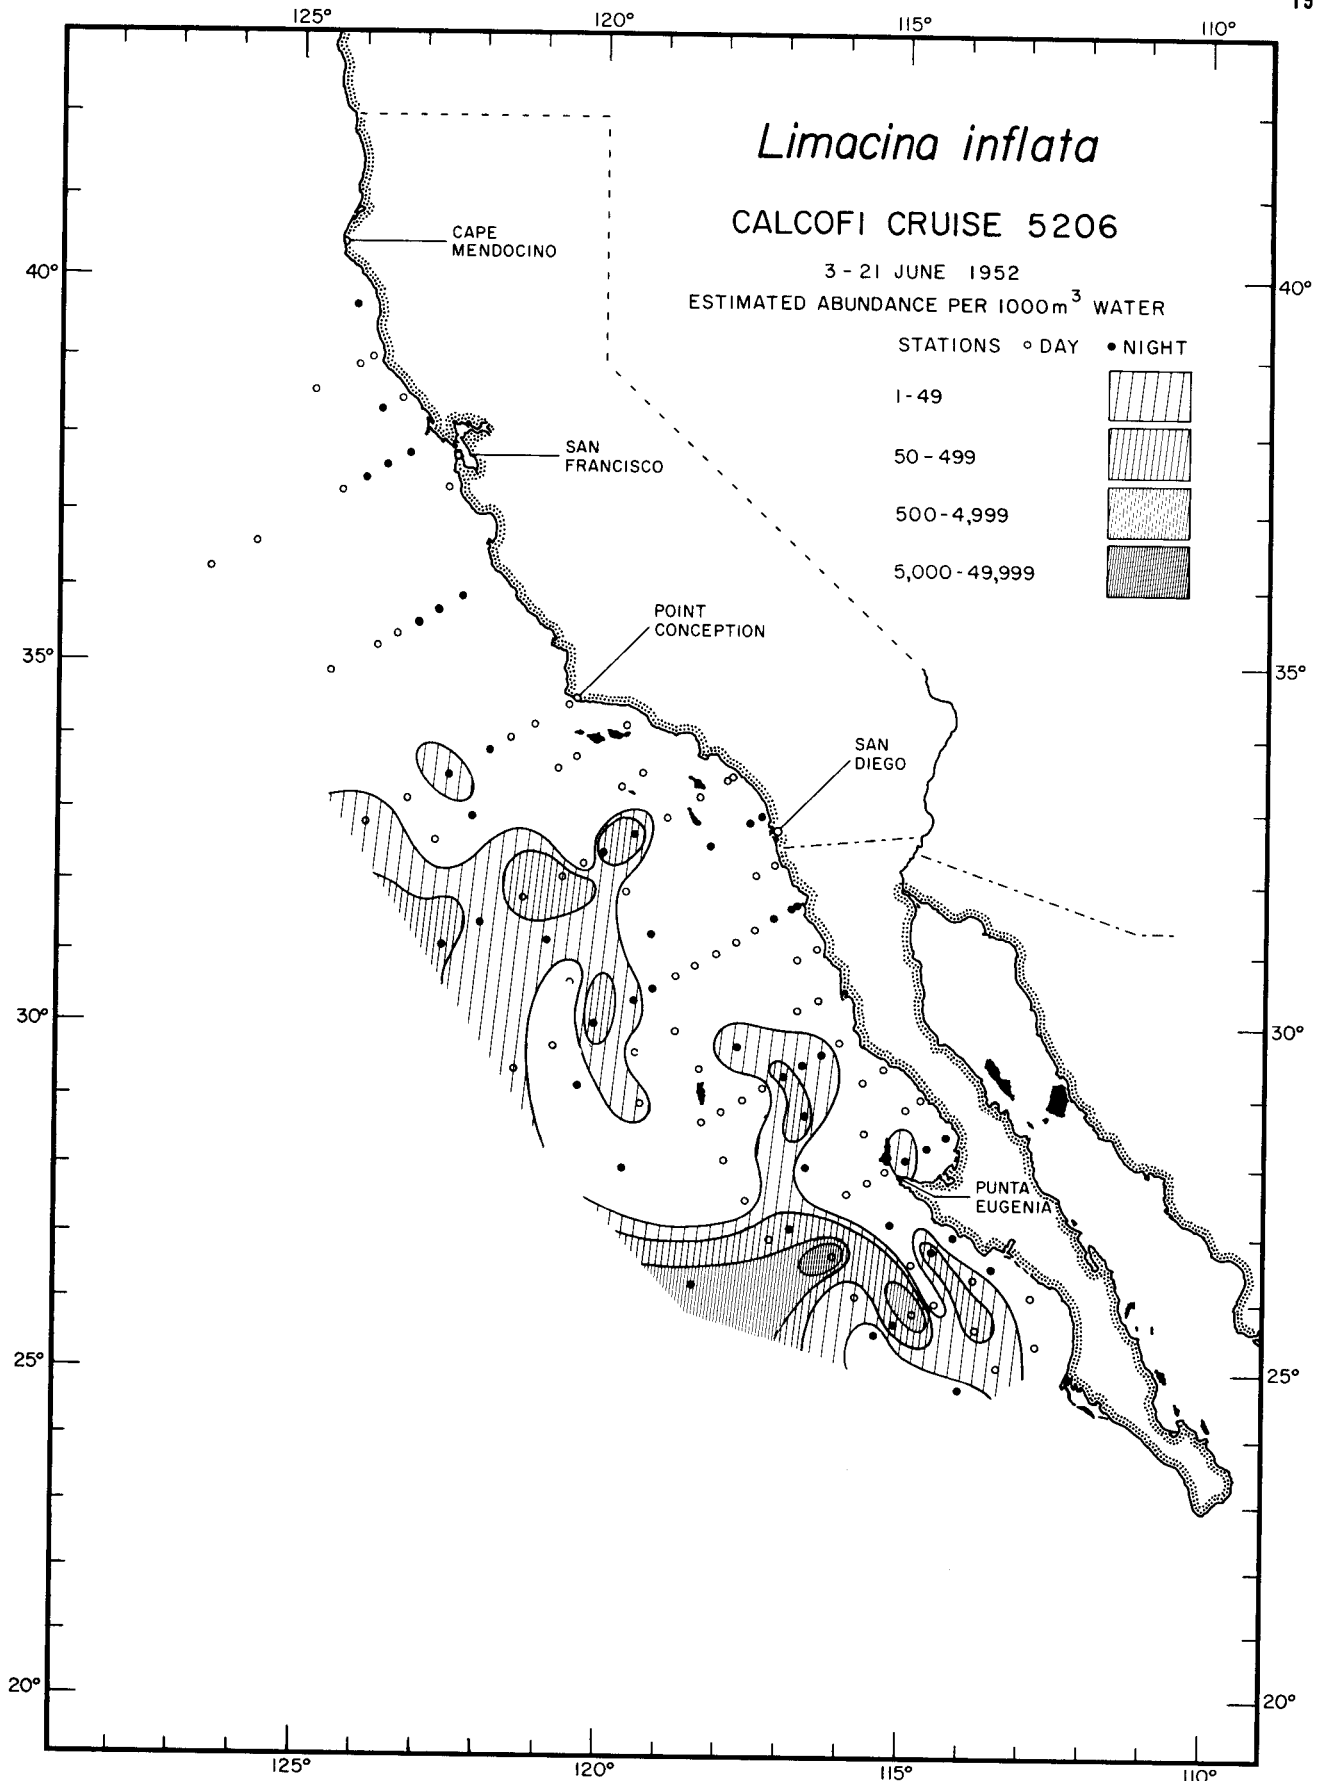 19
125° 120° 115° 110°
Limacina inflata
CALCOFI CRUISE 5206
3-21 JUNE 1952
ESTIMATED ABUNDANCE PER 1000m³ WATER
STATIONS ○ DAY ● NIGHT
1-49
50-499
500-4,999
5,000-49,999
CAPE
MENDOCINO
40° 40°
SAN
FRANCISCO
POINT
CONCEPTION
35° 35°
SAN
DIEGO
30° 30°
PUNTA
EUGENIA
25° 25°
20° 20°
125° 120° 115° 110°